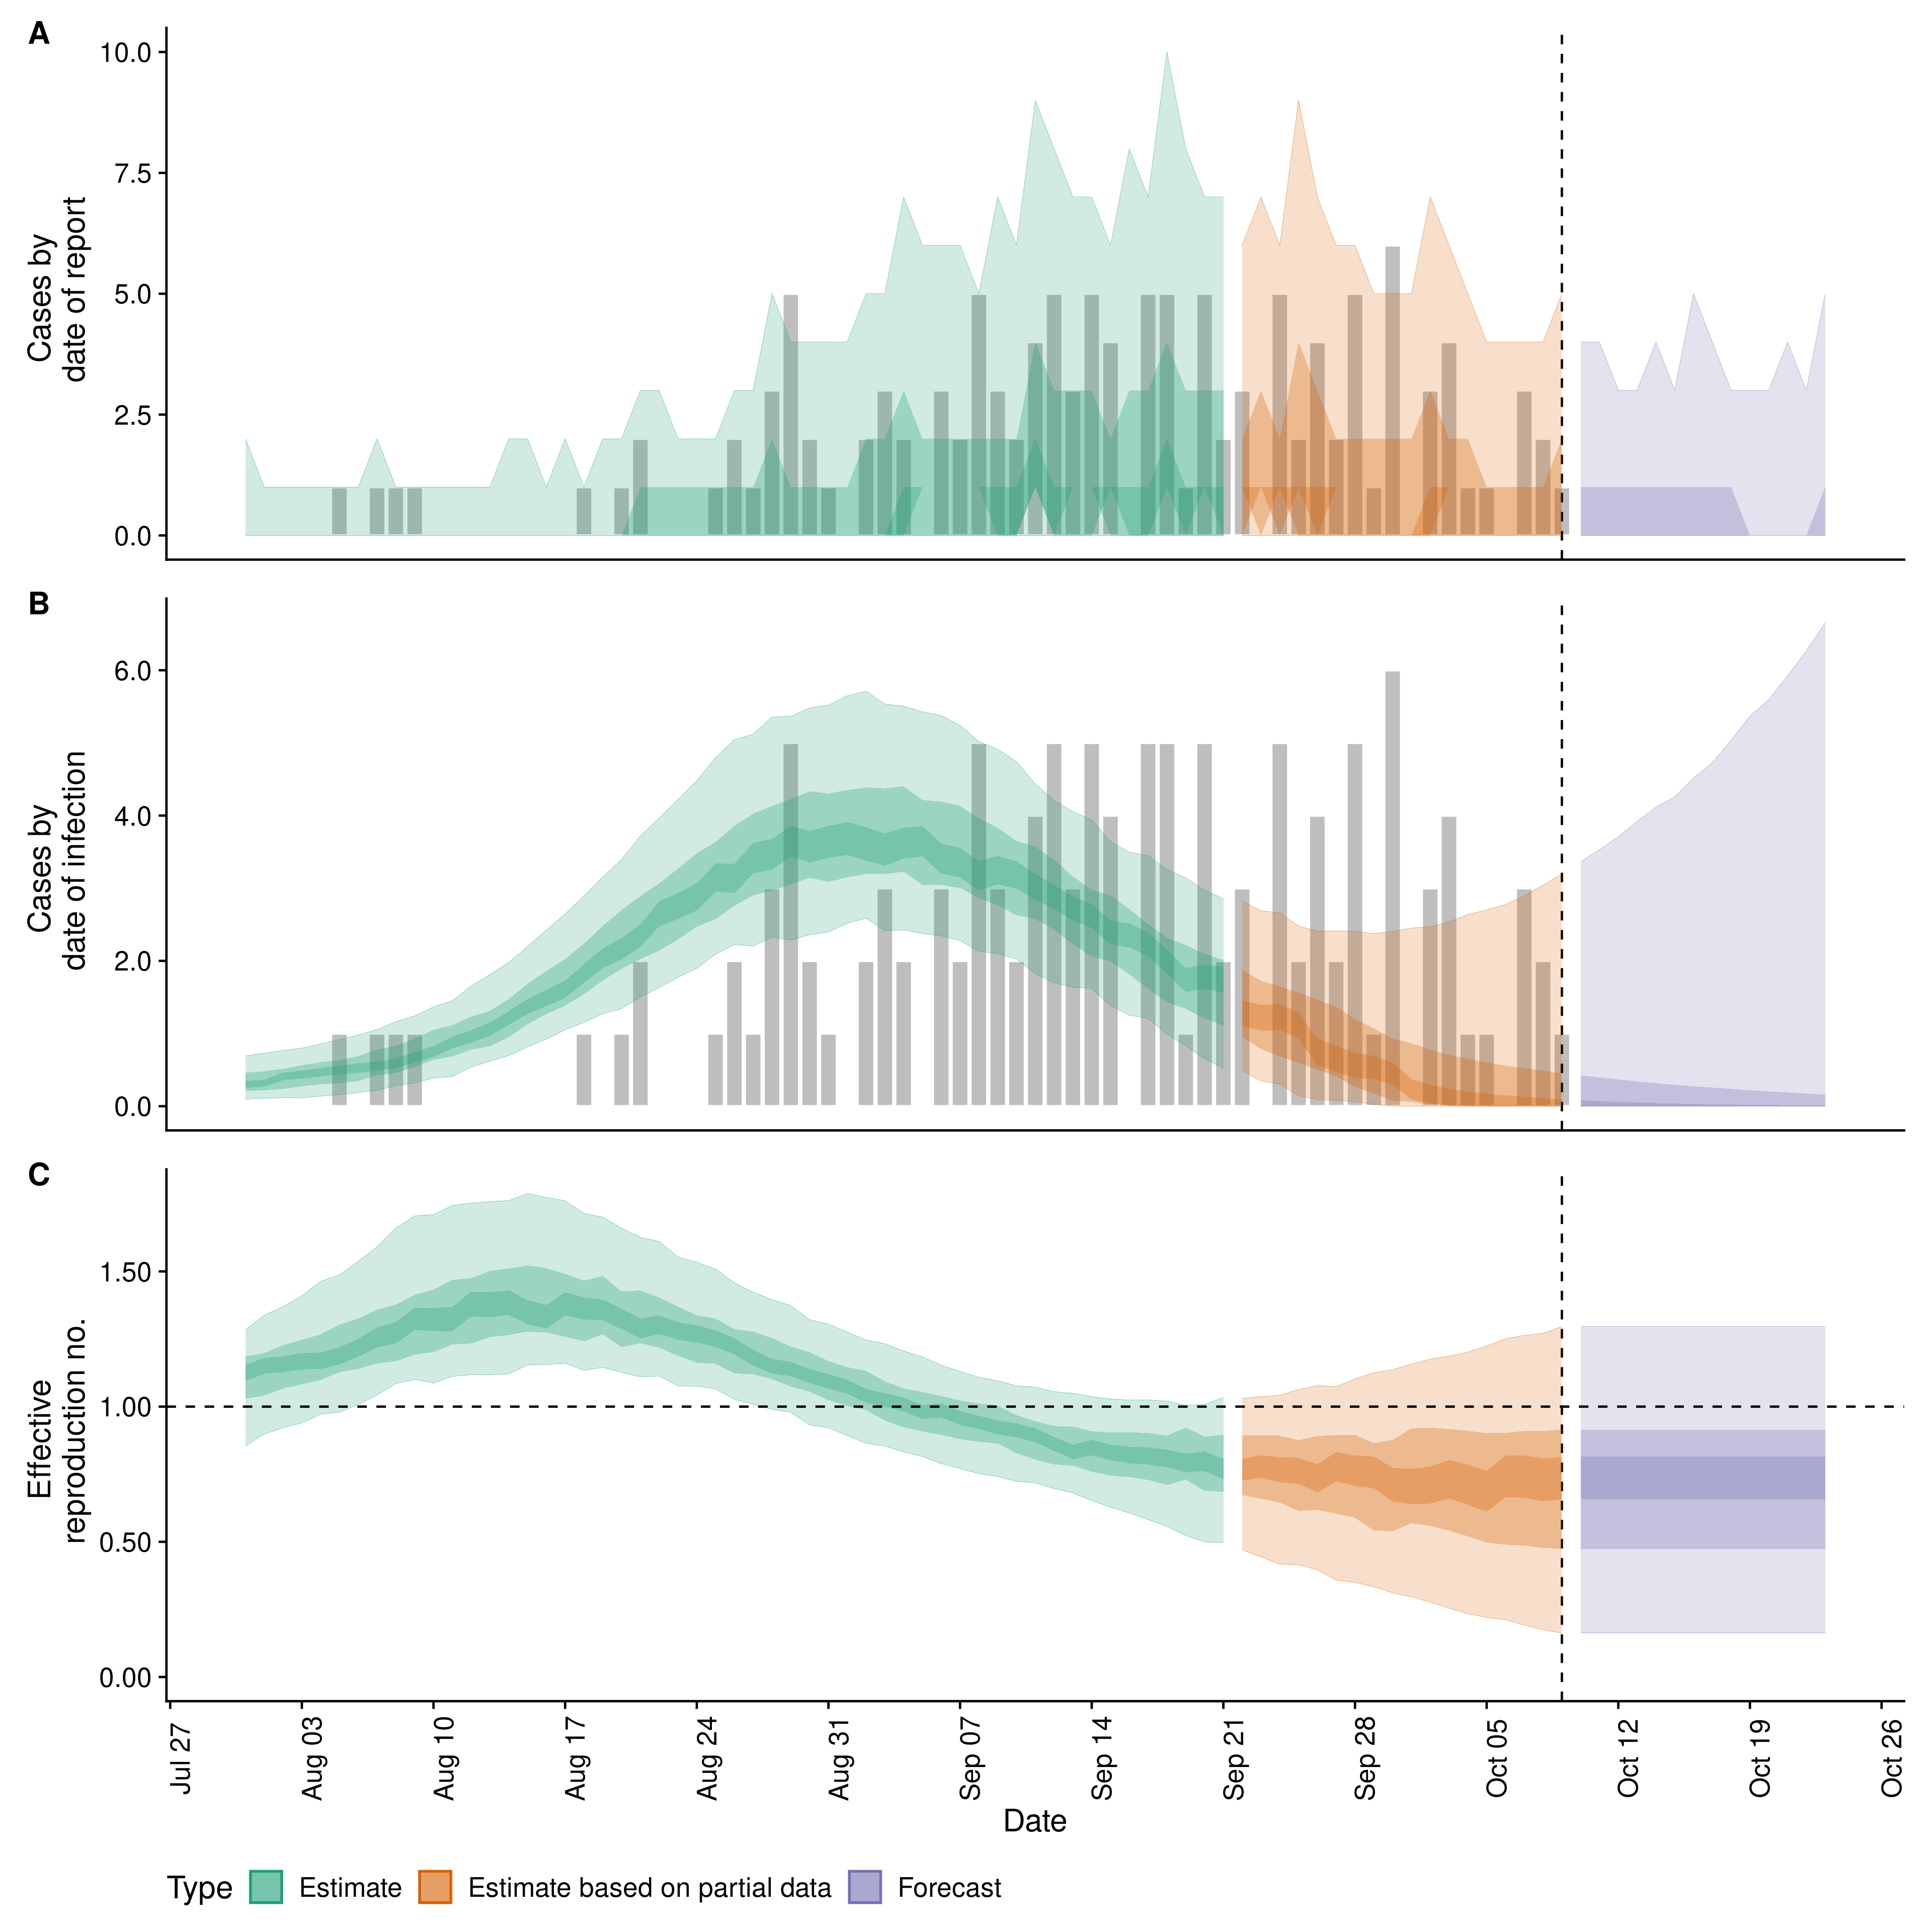 A
Cases by
date of report
10.0
7.5
5.0
2.5
0.0
B
Cases by
date of infection
6.0
4.0
2.0
0.0
C
Effective
reproduction no.
1.50
1.00
0.50
0.00
Jul 27
Aug 03
Aug 10
Aug 17
Aug 24
Aug 31
Sep 07
Sep 14
Sep 21
Sep 28
Oct 05
Oct 12
Oct 19
Oct 26
Date
Type Estimate Estimate based on partial data Forecast